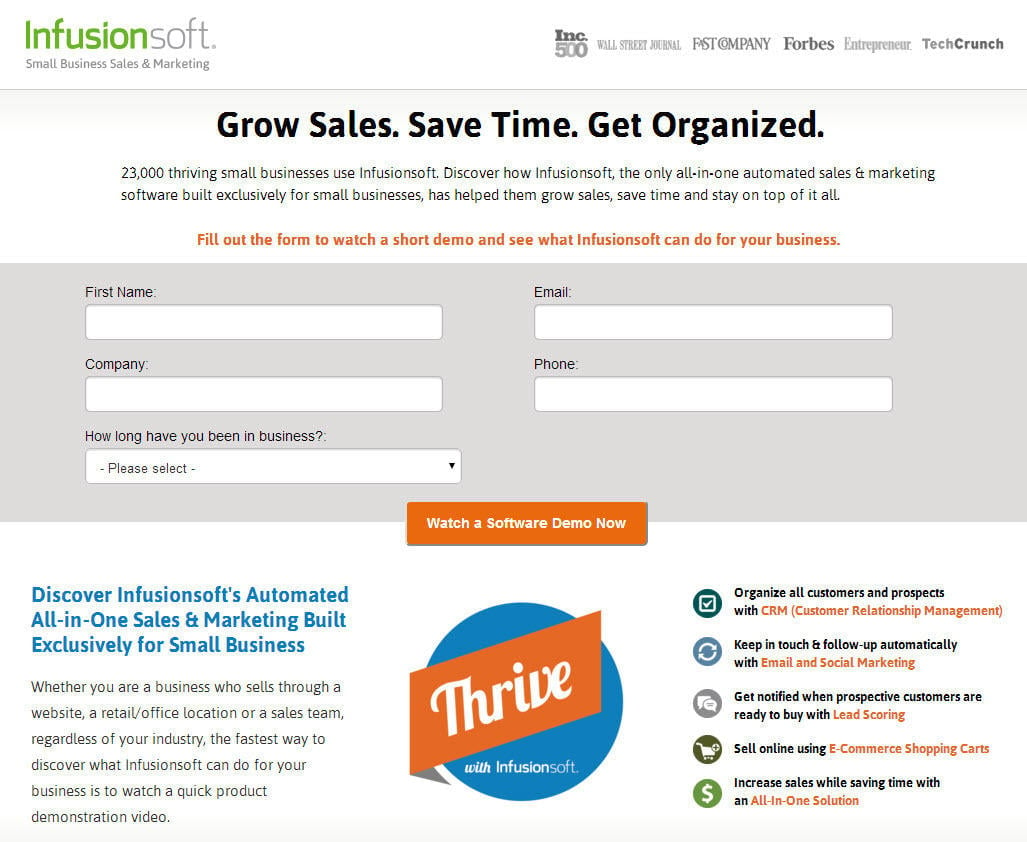 Infusionsoft.
Small Business Sales & Marketing
Inc. 500 WALL STREET JOURNAL FAST COMPANY Forbes Entrepreneur TechCrunch
Grow Sales. Save Time. Get Organized.
23,000 thriving small businesses use Infusionsoft. Discover how Infusionsoft, the only all-in-one automated sales & marketing
software built exclusively for small businesses, has helped them grow sales, save time and stay on top of it all.
Fill out the form to watch a short demo and see what Infusionsoft can do for your business.
First Name:
Email:
Company:
Phone:
How long have you been in business?:
- Please select -
Watch a Software Demo Now
Discover Infusionsoft's Automated
All-in-One Sales & Marketing Built
Exclusively for Small Business
Whether you are a business who sells through a
website, a retail/office location or a sales team,
regardless of your industry, the fastest way to
discover what Infusionsoft can do for your
business is to watch a quick product
demonstration video.
Thrive
with Infusionsoft.
Organize all customers and prospects
with CRM (Customer Relationship Management)
Keep in touch & follow-up automatically
with Email and Social Marketing
Get notified when prospective customers are
ready to buy with Lead Scoring
Sell online using E-Commerce Shopping Carts
$
Increase sales while saving time with
an All-In-One Solution